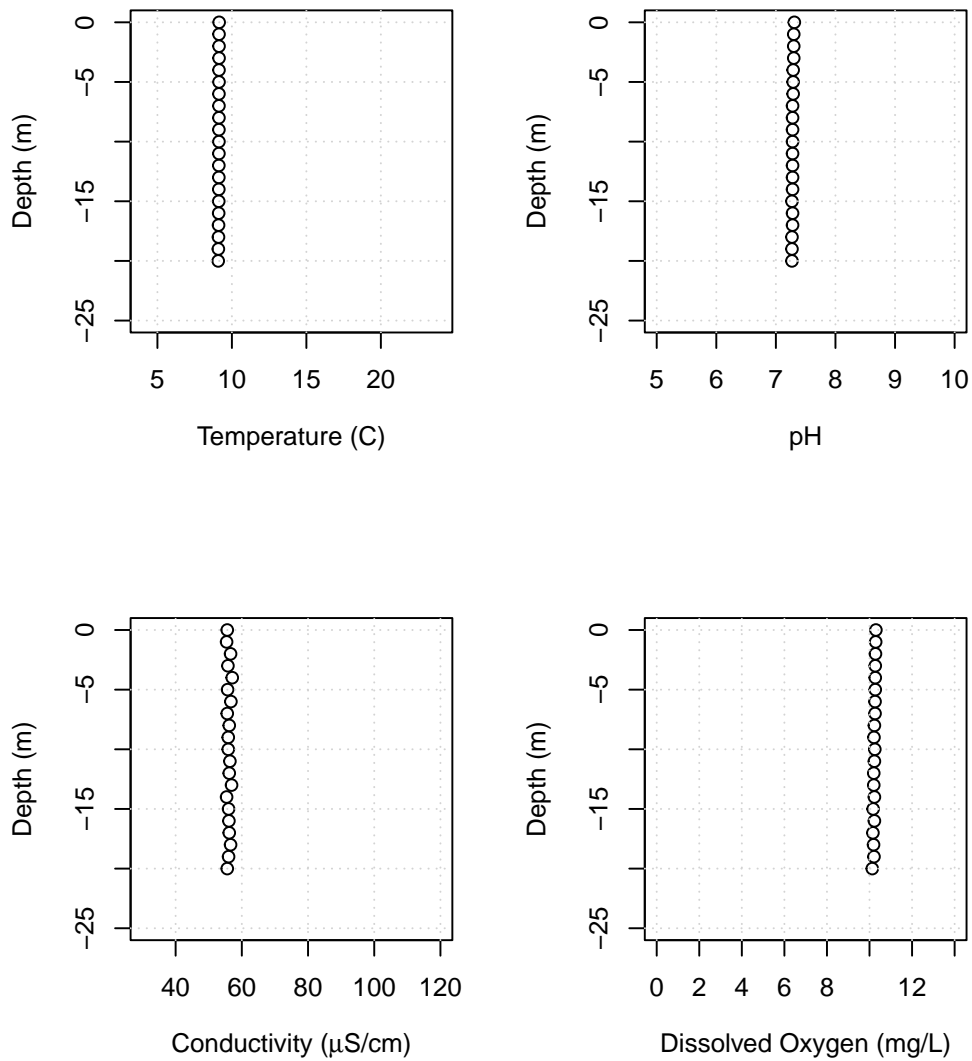 0
−5
−15
−25
Depth (m)
5 10 15 20
Temperature (C)
0
−5
−15
−25
Depth (m)
5 6 7 8 9 10
pH
0
−5
−15
−25
Depth (m)
40 60 80 100 120
Conductivity (μS/cm)
0
−5
−15
−25
Depth (m)
0 2 4 6 8 12
Dissolved Oxygen (mg/L)